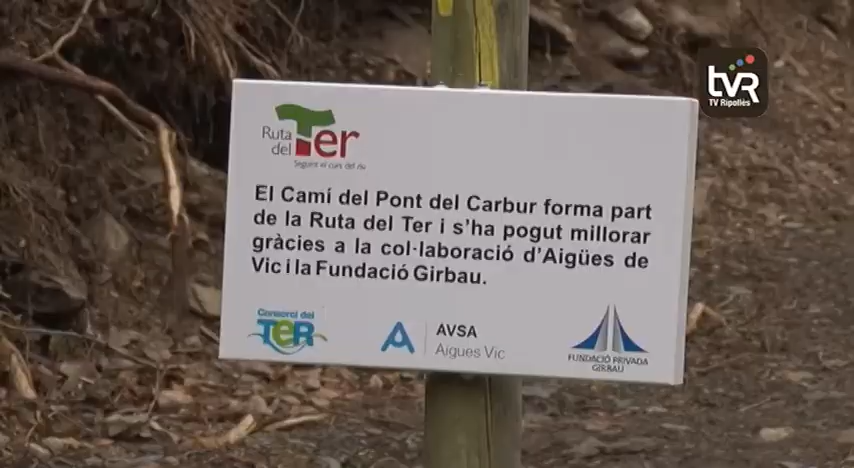 tvR
TV Ripollès
Ruta
del Ter
Seguint el curs del riu
El Camí del Pont del Carbur forma part
de la Ruta del Ter i s'ha pogut millorar
gràcies a la col·laboració d'Aigües de
Vic i la Fundació Girbau.
Consorci del
TER
AVSA
Aigues Vic
FUNDACIÓ PRIVADA
GIRBAU